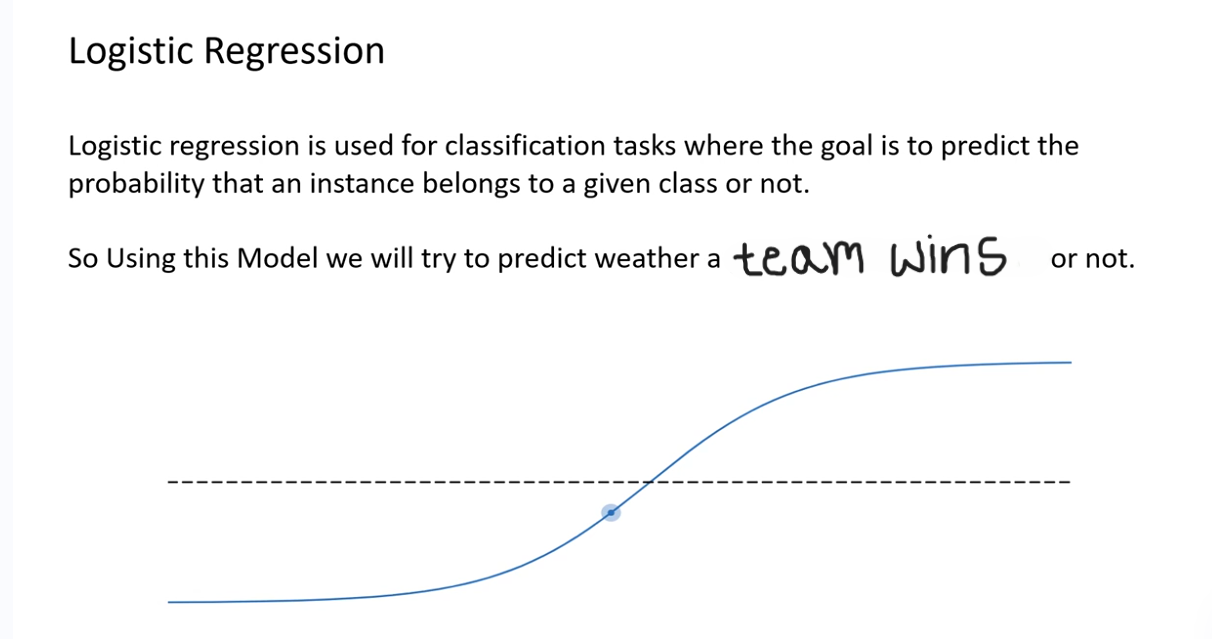 Logistic Regression
Logistic regression is used for classification tasks where the goal is to predict the
probability that an instance belongs to a given class or not.
So Using this Model we will try to predict weather a team wins or not.